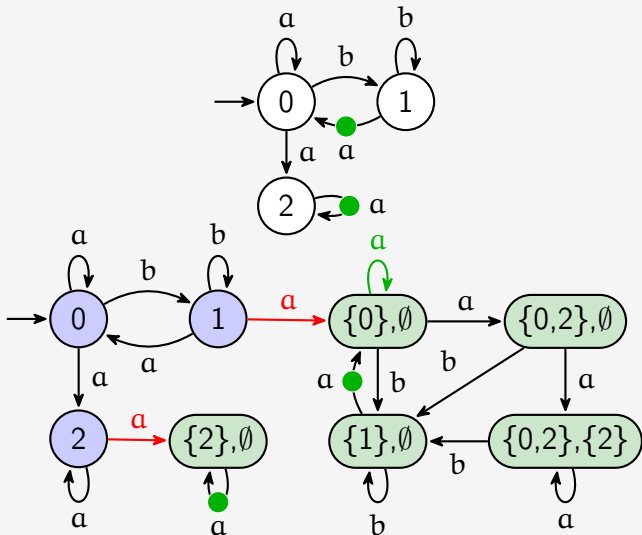 a b
b
0 1
a
a
2 a
a b a
b
0 1 a {0},∅ a {0,2},∅
a
a a b b a
2 a {2},∅ {1},∅ b {0,2},{2}
a a b a